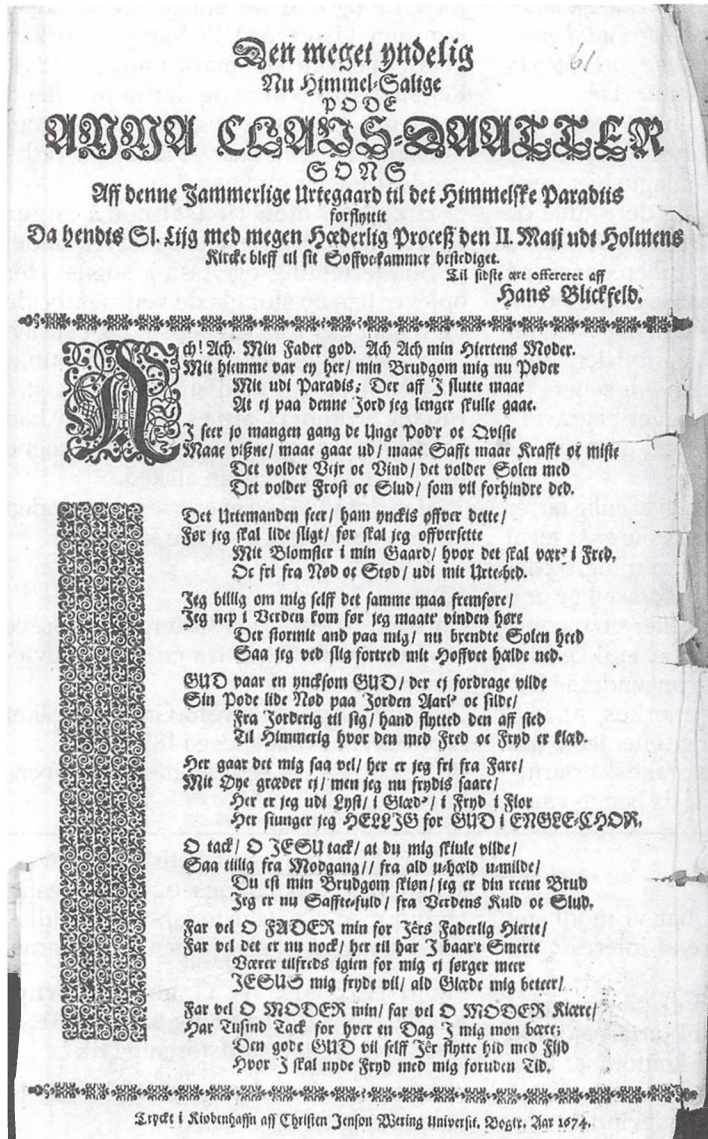 61
Den meget yndelig
Nu Himmel-Salige
PODE
ANNA CLAUS-DAATTER
SONS
Aff denne Jammerlige Urtegaard til det Himmelske Paradiis
forflyttit
Da hendis Sl. Liig med megen Hæderlig Process den II. Maij udi Holmens
Kircke bleff til sit Soffvekammer bestediget.
Til sidste ære offereret aff
Hans Blickfeld.
Ach! Ach. Min Fader god. Ach Ach min Hiertens Moder.
Mit hiemme var ey her/ min Brudgom mig nu Poder
Mit udi Paradis; Der aff I slutte maae
At ej paa denne Jord jeg lenger skulle gaae.
I seer jo mangen gang de Unge Pod'r oc Qviste
Maae visne/ maae gaae ud/ maae Safft maae Krafft oc miste
Det volder Vejr oc Vind/ det volder Solen med
Det volder Frost oc Slud/ som vil forhindre ded.
Det Urtemanden seer/ hans ynckis offver dette/
Før jeg skal lide sligt/ før skal jeg offversette
Mit Blomster i min Gaard/ hvor det skal vær' i Fred.
Oc fri fra Nød oc Stød/ udi mit Urte-bed.
Jeg billig om mig selff det samme maa fremføre/
Jeg nep i Verden kom før jeg maate vinden høre
Der stormit and paa mig/ nu brendte Solen heed
Saa jeg ved slig fortred mit Hoffvet hælde ned.
GUD vaar en yncksom GUD/ der ej fordrage vilde
Sin Pode lide Nød paa Jorden Aarl' oc silde/
Fra Jorderig til sig/ hand flytted den aff sted
Til Himmerig hvor den med Fred oc Fryd er klæd.
Her gaar det mig saa vel/ her er jeg fri fra Fare/
Mit Øye græder ej/ men jeg nu frydis saare/
Her er jeg udi Lyst/ i Glæd'/ i Fryd i Flor
Her siunger jeg HELLIG for GUD i ENGLE-CHOR.
O tack/ O JESU tack/ at du mig skiule vilde/
Saa tillig fra Modgang// fra ald u-hæld u-milde/
Du est min Brudgom skiøn/ jeg er din reene Brud
Jeg er nu Saffte-fuld/ fra Verdens Kuld oc Slud.
Far vel O FADER min for Jêrs Faderlig Hierte/
Far vel det er nu nock/ her til har I baar't Smerte
Værer tilfreds igien for mig ej sørger meer
JESUS mig fryde vil/ ald Glæde mig beteer/
Far vel O MODER min/ far vel O MODER Kiære/
Har Tusind Tack for hver en Dag I mig mon bære;
Den gode GUD vil selff Jêr flytte hid med Flid
Hvor I skal nyde Fryd med mig foruden Tid.
Tryckt i Kiøbenhaffn aff Christen Jenson Wering Universit. Bogtr. Aar 1674.